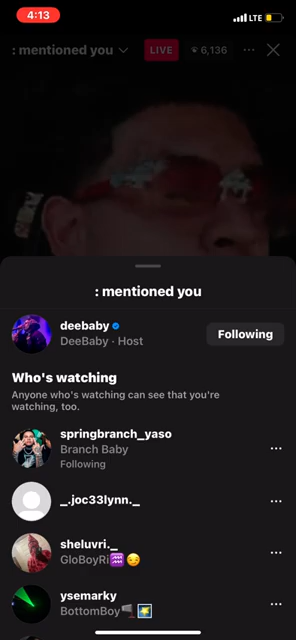 4:13
LTE
: mentioned you
LIVE
6,136
: mentioned you
deebaby
DeeBaby · Host
Following
Who's watching
Anyone who's watching can see that you're
watching, too.
springbranch_yaso
Branch Baby
Following
_.joc33lynn._
sheluvri._
GloBoyRi♒😏
ysemarky
BottomBoy